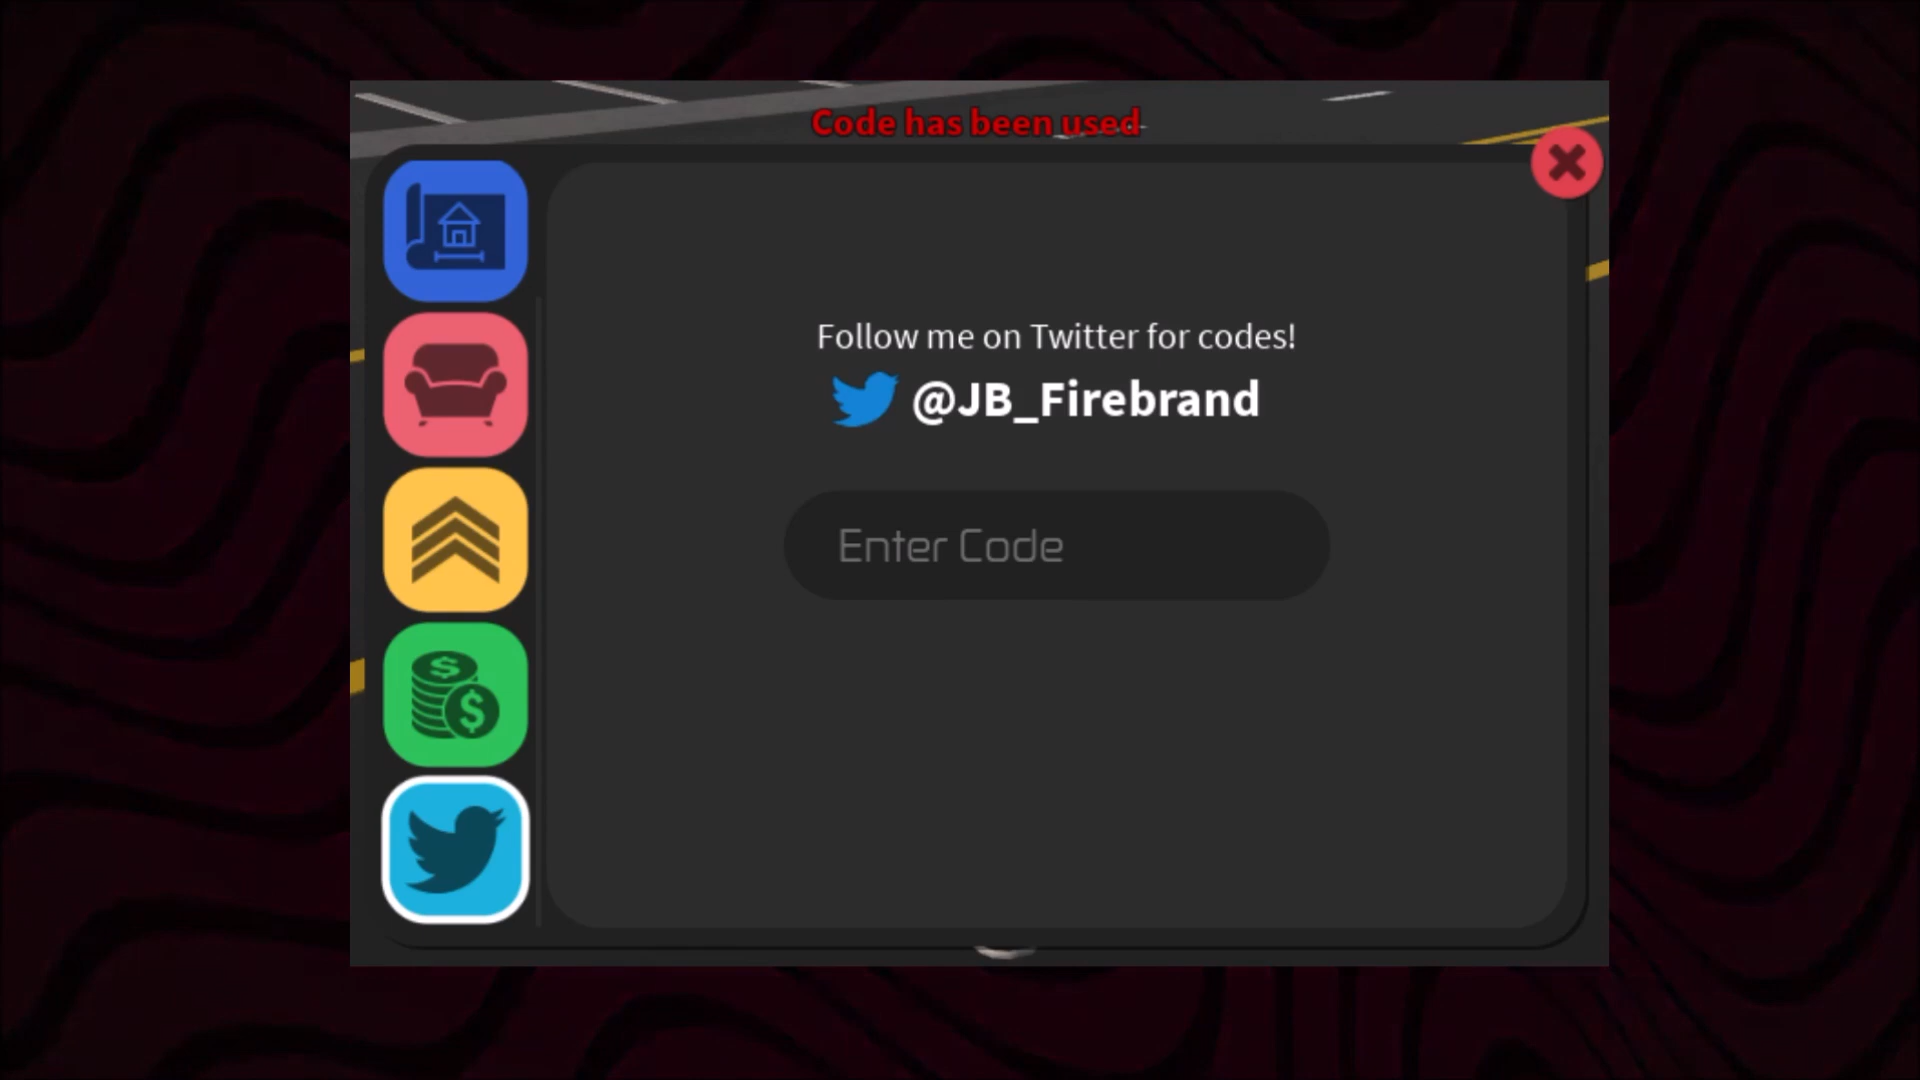 Code has been used
Follow me on Twitter for codes!
@JB_Firebrand
Enter Code